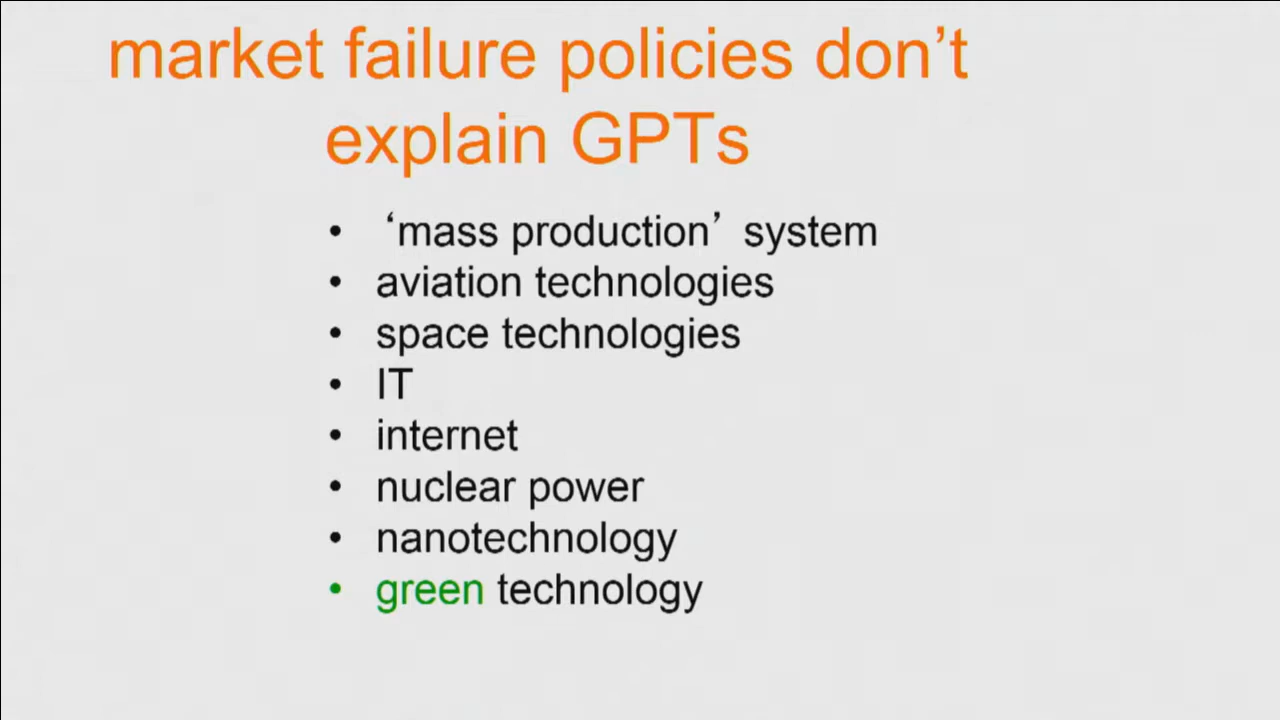 market failure policies don’t
explain GPTs
• ‘mass production’ system
• aviation technologies
• space technologies
• IT
• internet
• nuclear power
• nanotechnology
• green technology